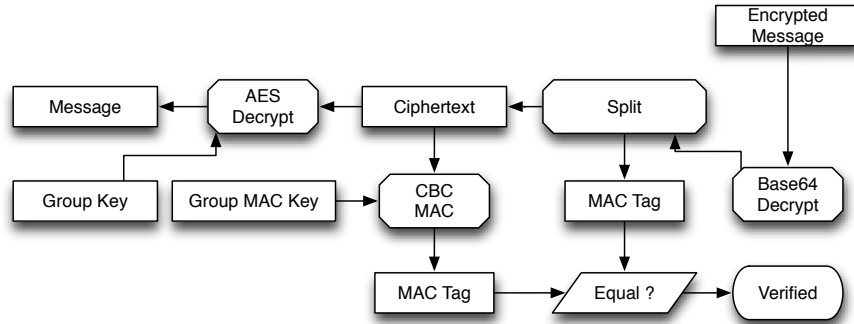 Encrypted
Message
Message
AES
Decrypt
Ciphertext
Split
Group Key
Group MAC Key
CBC
MAC
MAC Tag
Base64
Decrypt
MAC Tag
Equal ?
Verified